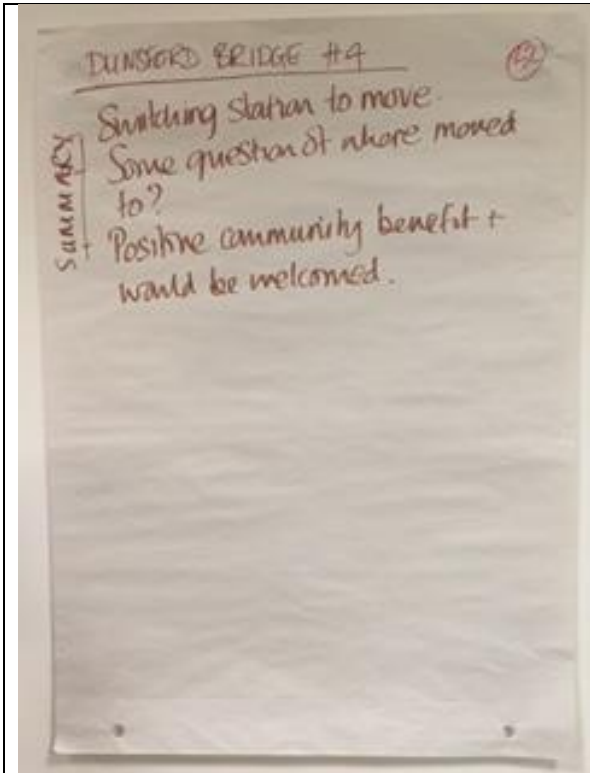 DUNSFORD BRIDGE #4
Switching station to move.
Some question of where moved
to?
Positive community benefit +
would be welcomed.
SUMMARY